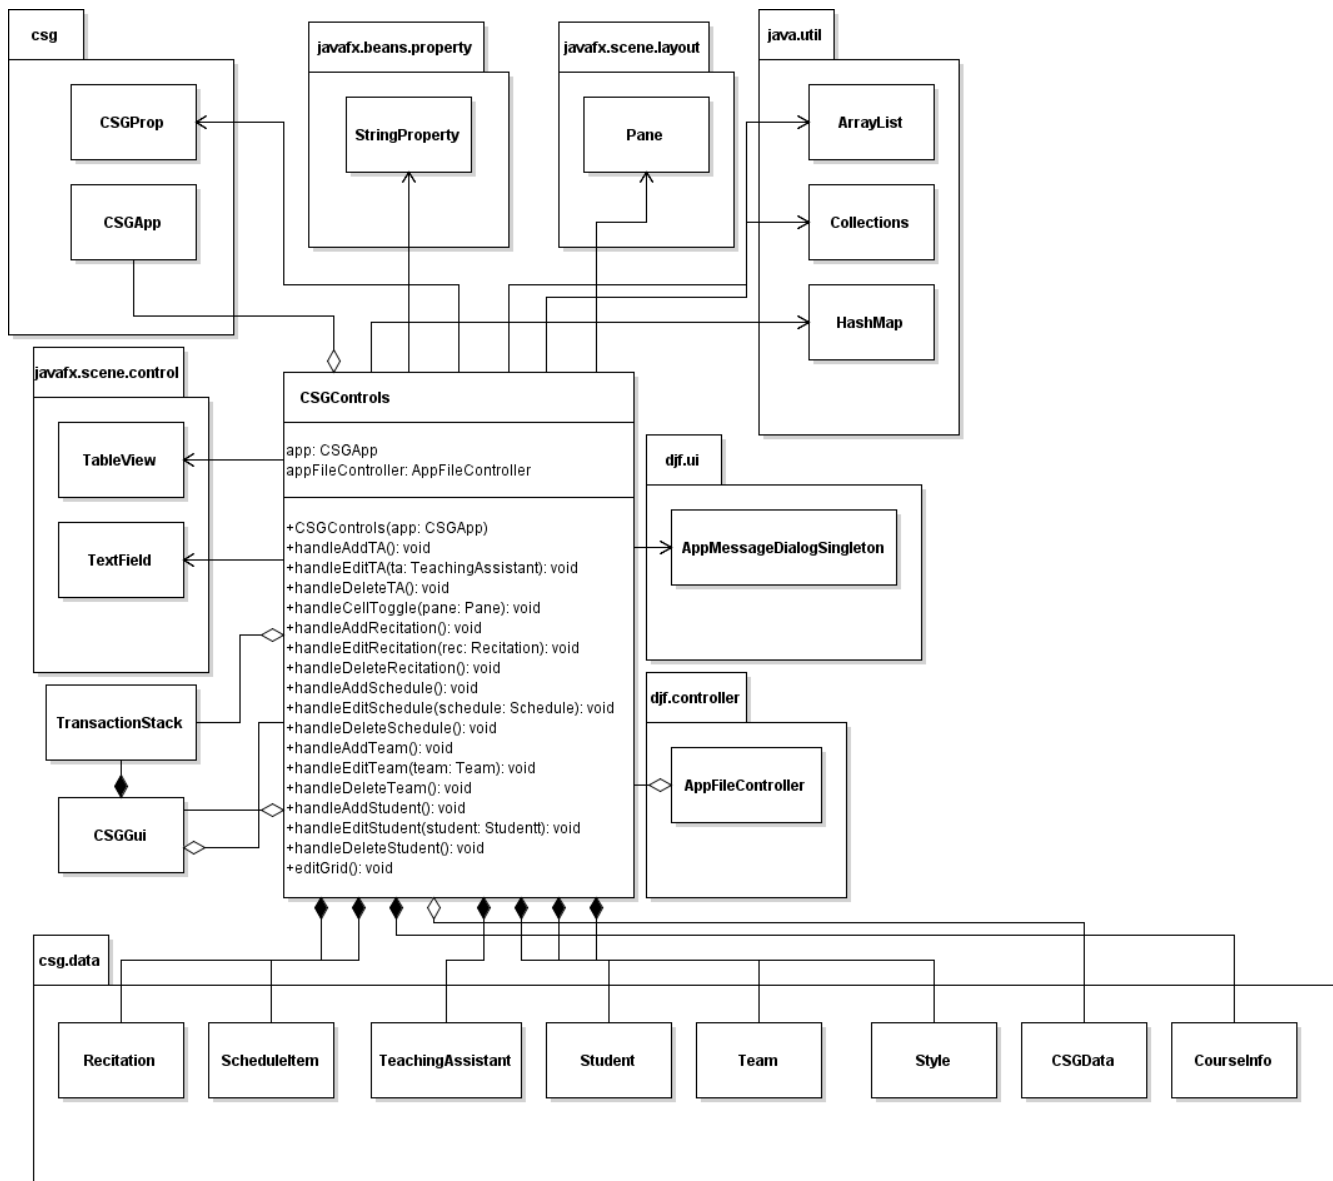 csg
CSGProp
CSGApp
javafx.beans.property
StringProperty
javafx.scene.layout
Pane
java.util
ArrayList
Collections
HashMap
javafx.scene.control
TableView
TextField
TransactionStack
CSGGui
CSGControls
app: CSGApp
appFileController: AppFileController
+CSGControls(app: CSGApp)
+handleAddTA(): void
+handleEditTA(ta: TeachingAssistant): void
+handleDeleteTA(): void
+handleCellToggle(pane: Pane): void
+handleAddRecitation(): void
+handleEditRecitation(rec: Recitation): void
+handleDeleteRecitation(): void
+handleAddSchedule(): void
+handleEditSchedule(schedule: Schedule): void
+handleDeleteSchedule(): void
+handleAddTeam(): void
+handleEditTeam(team: Team): void
+handleDeleteTeam(): void
+handleAddStudent(): void
+handleEditStudent(student: Studentt): void
+handleDeleteStudent(): void
+editGrid(): void
djf.ui
AppMessageDialogSingleton
djf.controller
AppFileController
csg.data
Recitation
ScheduleItem
TeachingAssistant
Student
Team
Style
CSGData
CourseInfo